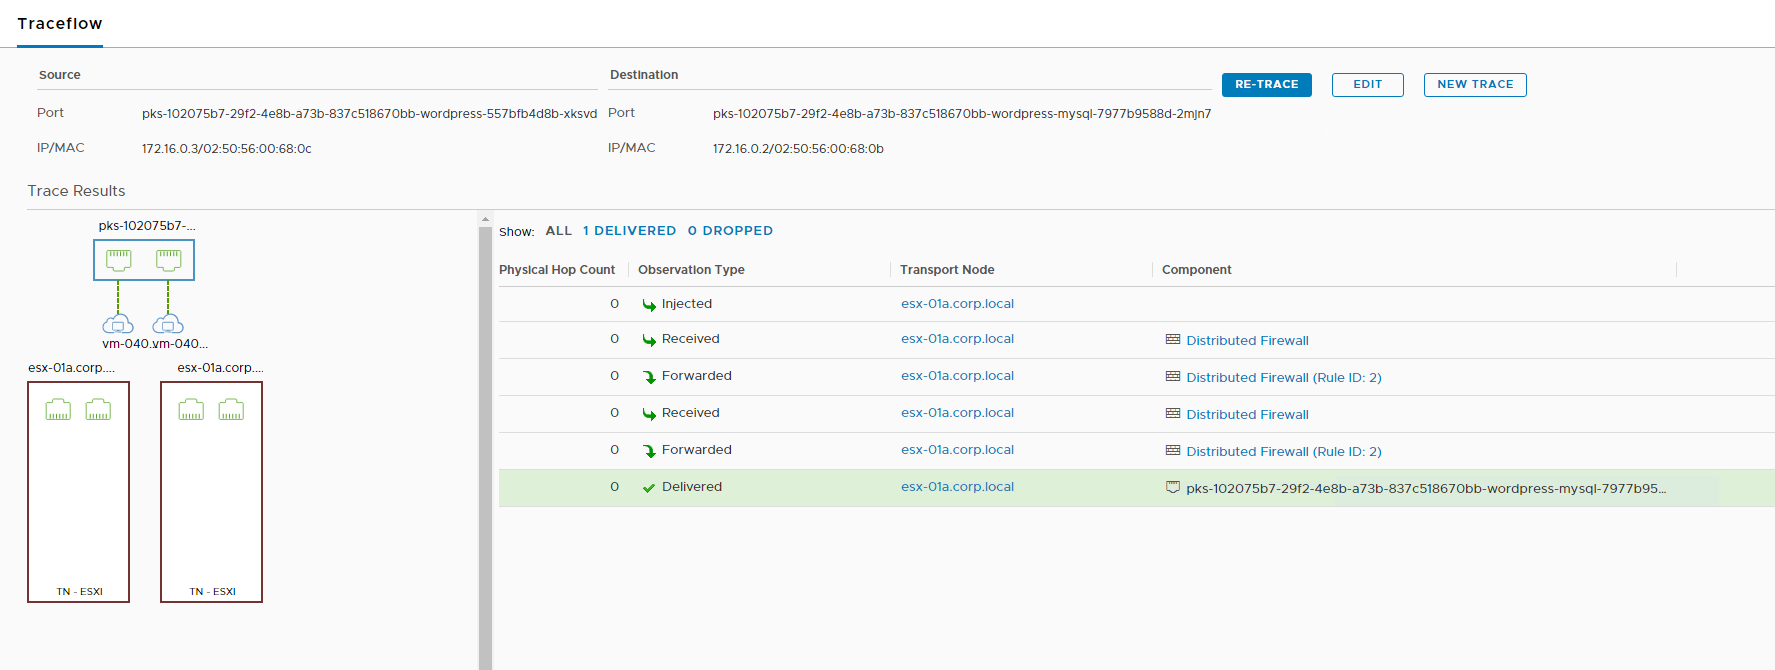 Traceflow
Source
Destination
RE-TRACE
EDIT
NEW TRACE
Port
pks-102075b7-29f2-4e8b-a73b-837c518670bb-wordpress-557bfb4d8b-xksvd
Port
pks-102075b7-29f2-4e8b-a73b-837c518670bb-wordpress-mysql-7977b9588d-2mjn7
IP/MAC
172.16.0.3/02:50:56:00:68:0c
IP/MAC
172.16.0.2/02:50:56:00:68:0b
Trace Results
pks-102075b7-...
vm-040...
vm-040...
esx-01a.corp....
esx-01a.corp....
TN - ESXI
TN - ESXI
Show: ALL 1 DELIVERED 0 DROPPED
Physical Hop Count Observation Type Transport Node Component
0 Injected esx-01a.corp.local
0 Received esx-01a.corp.local Distributed Firewall
0 Forwarded esx-01a.corp.local Distributed Firewall (Rule ID: 2)
0 Received esx-01a.corp.local Distributed Firewall
0 Forwarded esx-01a.corp.local Distributed Firewall (Rule ID: 2)
0 Delivered esx-01a.corp.local pks-102075b7-29f2-4e8b-a73b-837c518670bb-wordpress-mysql-7977b95...